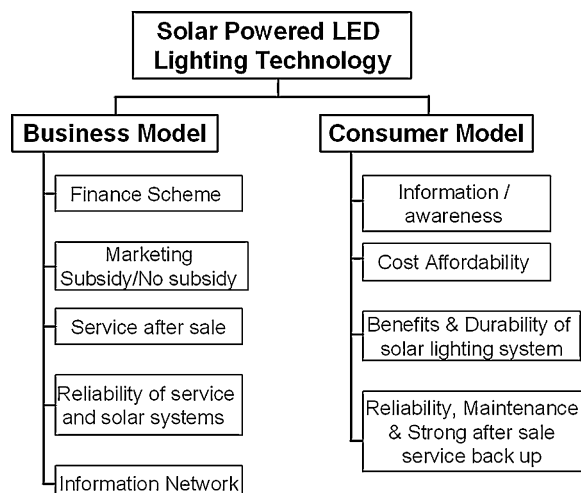 Solar Powered LED
Lighting Technology
Business Model
Finance Scheme
Marketing
Subsidy/No subsidy
Service after sale
Reliability of service
and solar systems
Information Network
Consumer Model
Information /
awareness
Cost Affordability
Benefits & Durability of
solar lighting system
Reliability, Maintenance
& Strong after sale
service back up